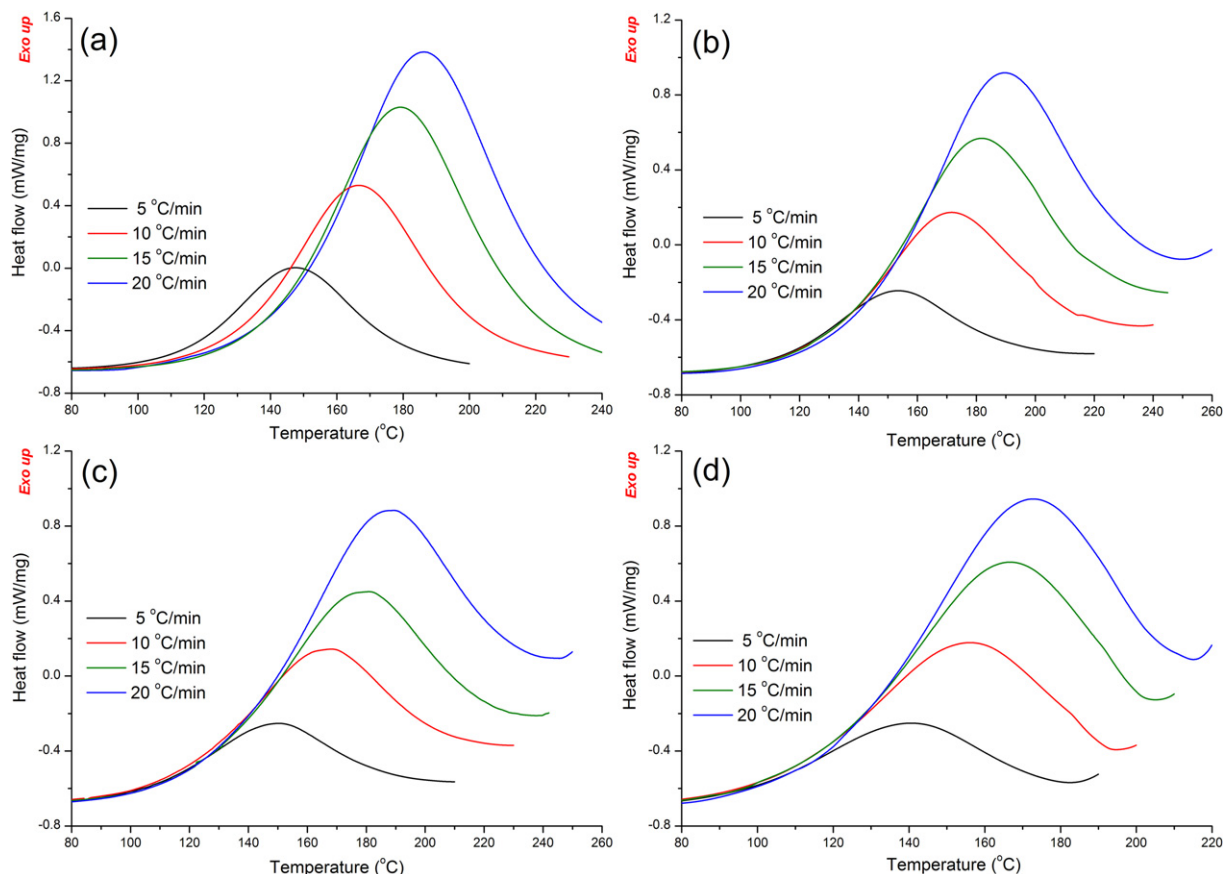 Exo up
(a)
Heat flow (mW/mg)
1.6
1.2
0.8
0.4
0.0
-0.4
-0.8
5 °C/min
10 °C/min
15 °C/min
20 °C/min
80 100 120 140 160 180 200 220 240
Temperature (°C)
Exo up
(b)
Heat flow (mW/mg)
1.2
0.8
0.4
0.0
-0.4
-0.8
5 °C/min
10 °C/min
15 °C/min
20 °C/min
80 100 120 140 160 180 200 220 240 260
Temperature (°C)
Exo up
(c)
Heat flow (mW/mg)
1.2
0.8
0.4
0.0
-0.4
-0.8
5 °C/min
10 °C/min
15 °C/min
20 °C/min
80 100 120 140 160 180 200 220 240 260
Temperature (°C)
Exo up
(d)
Heat flow (mW/mg)
1.2
0.8
0.4
0.0
-0.4
-0.8
5 °C/min
10 °C/min
15 °C/min
20 °C/min
80 100 120 140 160 180 200 220
Temperature (°C)